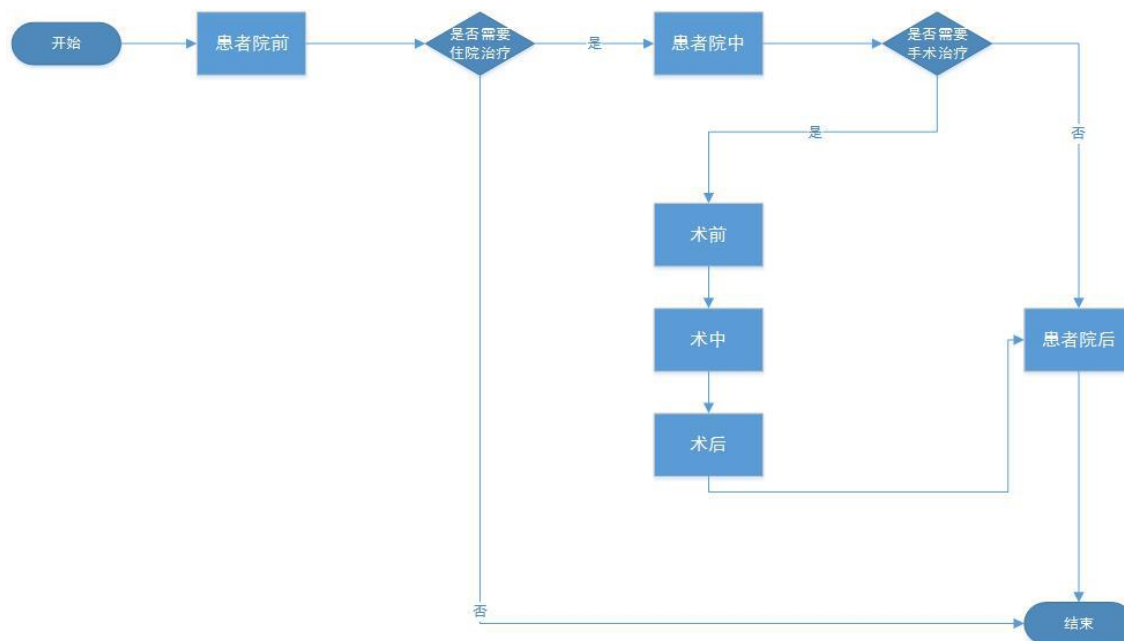 开始
患者院前
是否需要
住院治疗
是
患者院中
是否需要
手术治疗
是
否
术前
术中
患者院后
术后
否
结束